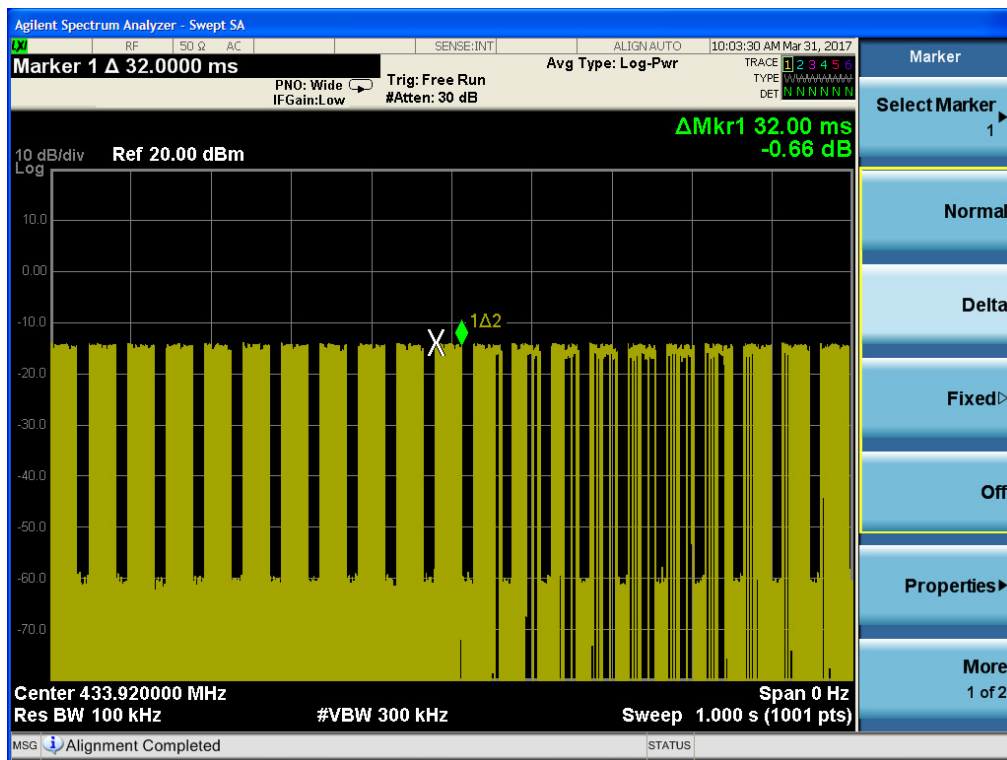 Agilent Spectrum Analyzer - Swept SA
LXI RF 50 Ω AC SENSE:INT ALIGN AUTO 10:03:30 AM Mar 31, 2017
Marker 1 Δ 32.0000 ms
PNO: Wide
IFGain:Low
Trig: Free Run
#Atten: 30 dB
Avg Type: Log-Pwr
TRACE 1 2 3 4 5 6
TYPE
DET N N N N N N
ΔMkr1 32.00 ms
-0.66 dB
10 dB/div Ref 20.00 dBm
Log
10.0
0.00
-10.0
1Δ2
X
-20.0
-30.0
-40.0
-50.0
-60.0
-70.0
Center 433.920000 MHz Span 0 Hz
Res BW 100 kHz #VBW 300 kHz Sweep 1.000 s (1001 pts)
MSG Alignment Completed STATUS
Marker
Select Marker
1
Normal
Delta
Fixed
Off
Properties
More
1 of 2